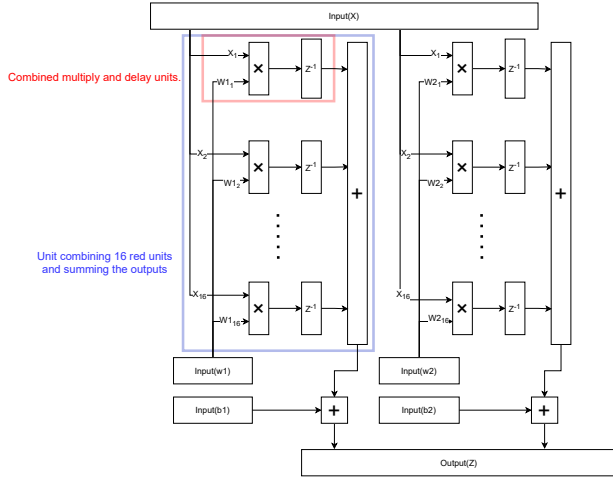 Input(X)
X1
×
Z-1
W11
Combined multiply and delay units.
X2
×
Z-1
W12
+
Unit combining 16 red units
and summing the outputs
X16
×
Z-1
W116
Input(w1)
X1
×
Z-1
W21
X2
×
Z-1
W22
+
X16
×
Z-1
W216
Input(w2)
Input(b1)
+
Input(b2)
+
Output(Z)